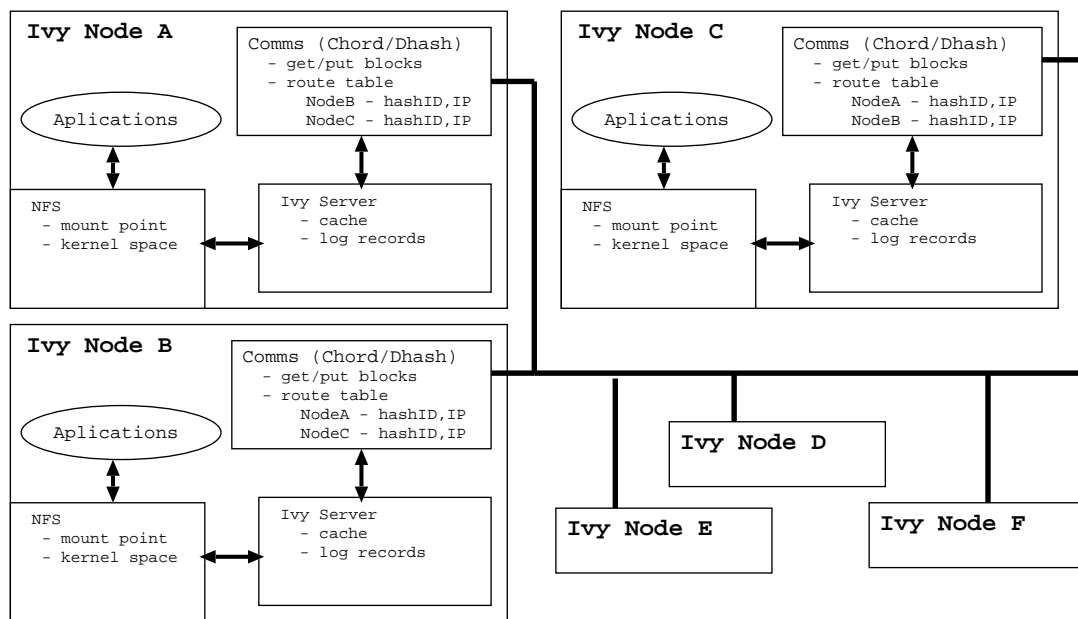 Ivy Node A
Comms (Chord/Dhash)
- get/put blocks
- route table
NodeB - hashID,IP
NodeC - hashID,IP
Aplications
NFS
- mount point
- kernel space
Ivy Server
- cache
- log records
Ivy Node C
Comms (Chord/Dhash)
- get/put blocks
- route table
NodeA - hashID,IP
NodeB - hashID,IP
Aplications
NFS
- mount point
- kernel space
Ivy Server
- cache
- log records
Ivy Node B
Comms (Chord/Dhash)
- get/put blocks
- route table
NodeA - hashID,IP
NodeC - hashID,IP
Aplications
NFS
- mount point
- kernel space
Ivy Server
- cache
- log records
Ivy Node D
Ivy Node E
Ivy Node F